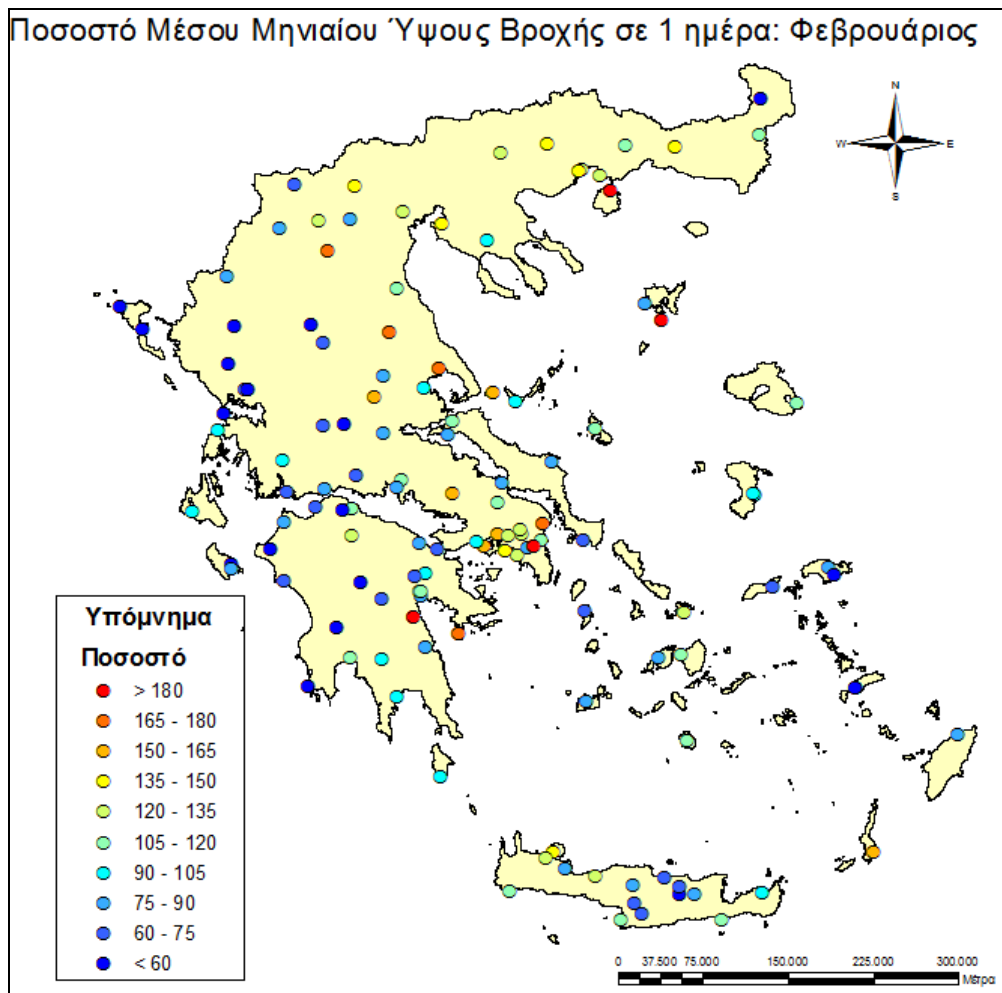 Ποσοστό Μέσου Μηνιαίου Ύψους Βροχής σε 1 ημέρα: Φεβρουάριος
N
W E
S
Υπόμνημα
Ποσοστό
> 180
165 - 180
150 - 165
135 - 150
120 - 135
105 - 120
90 - 105
75 - 90
60 - 75
< 60
0 37.500 75.000 150.000 225.000 300.000
Μέτρα